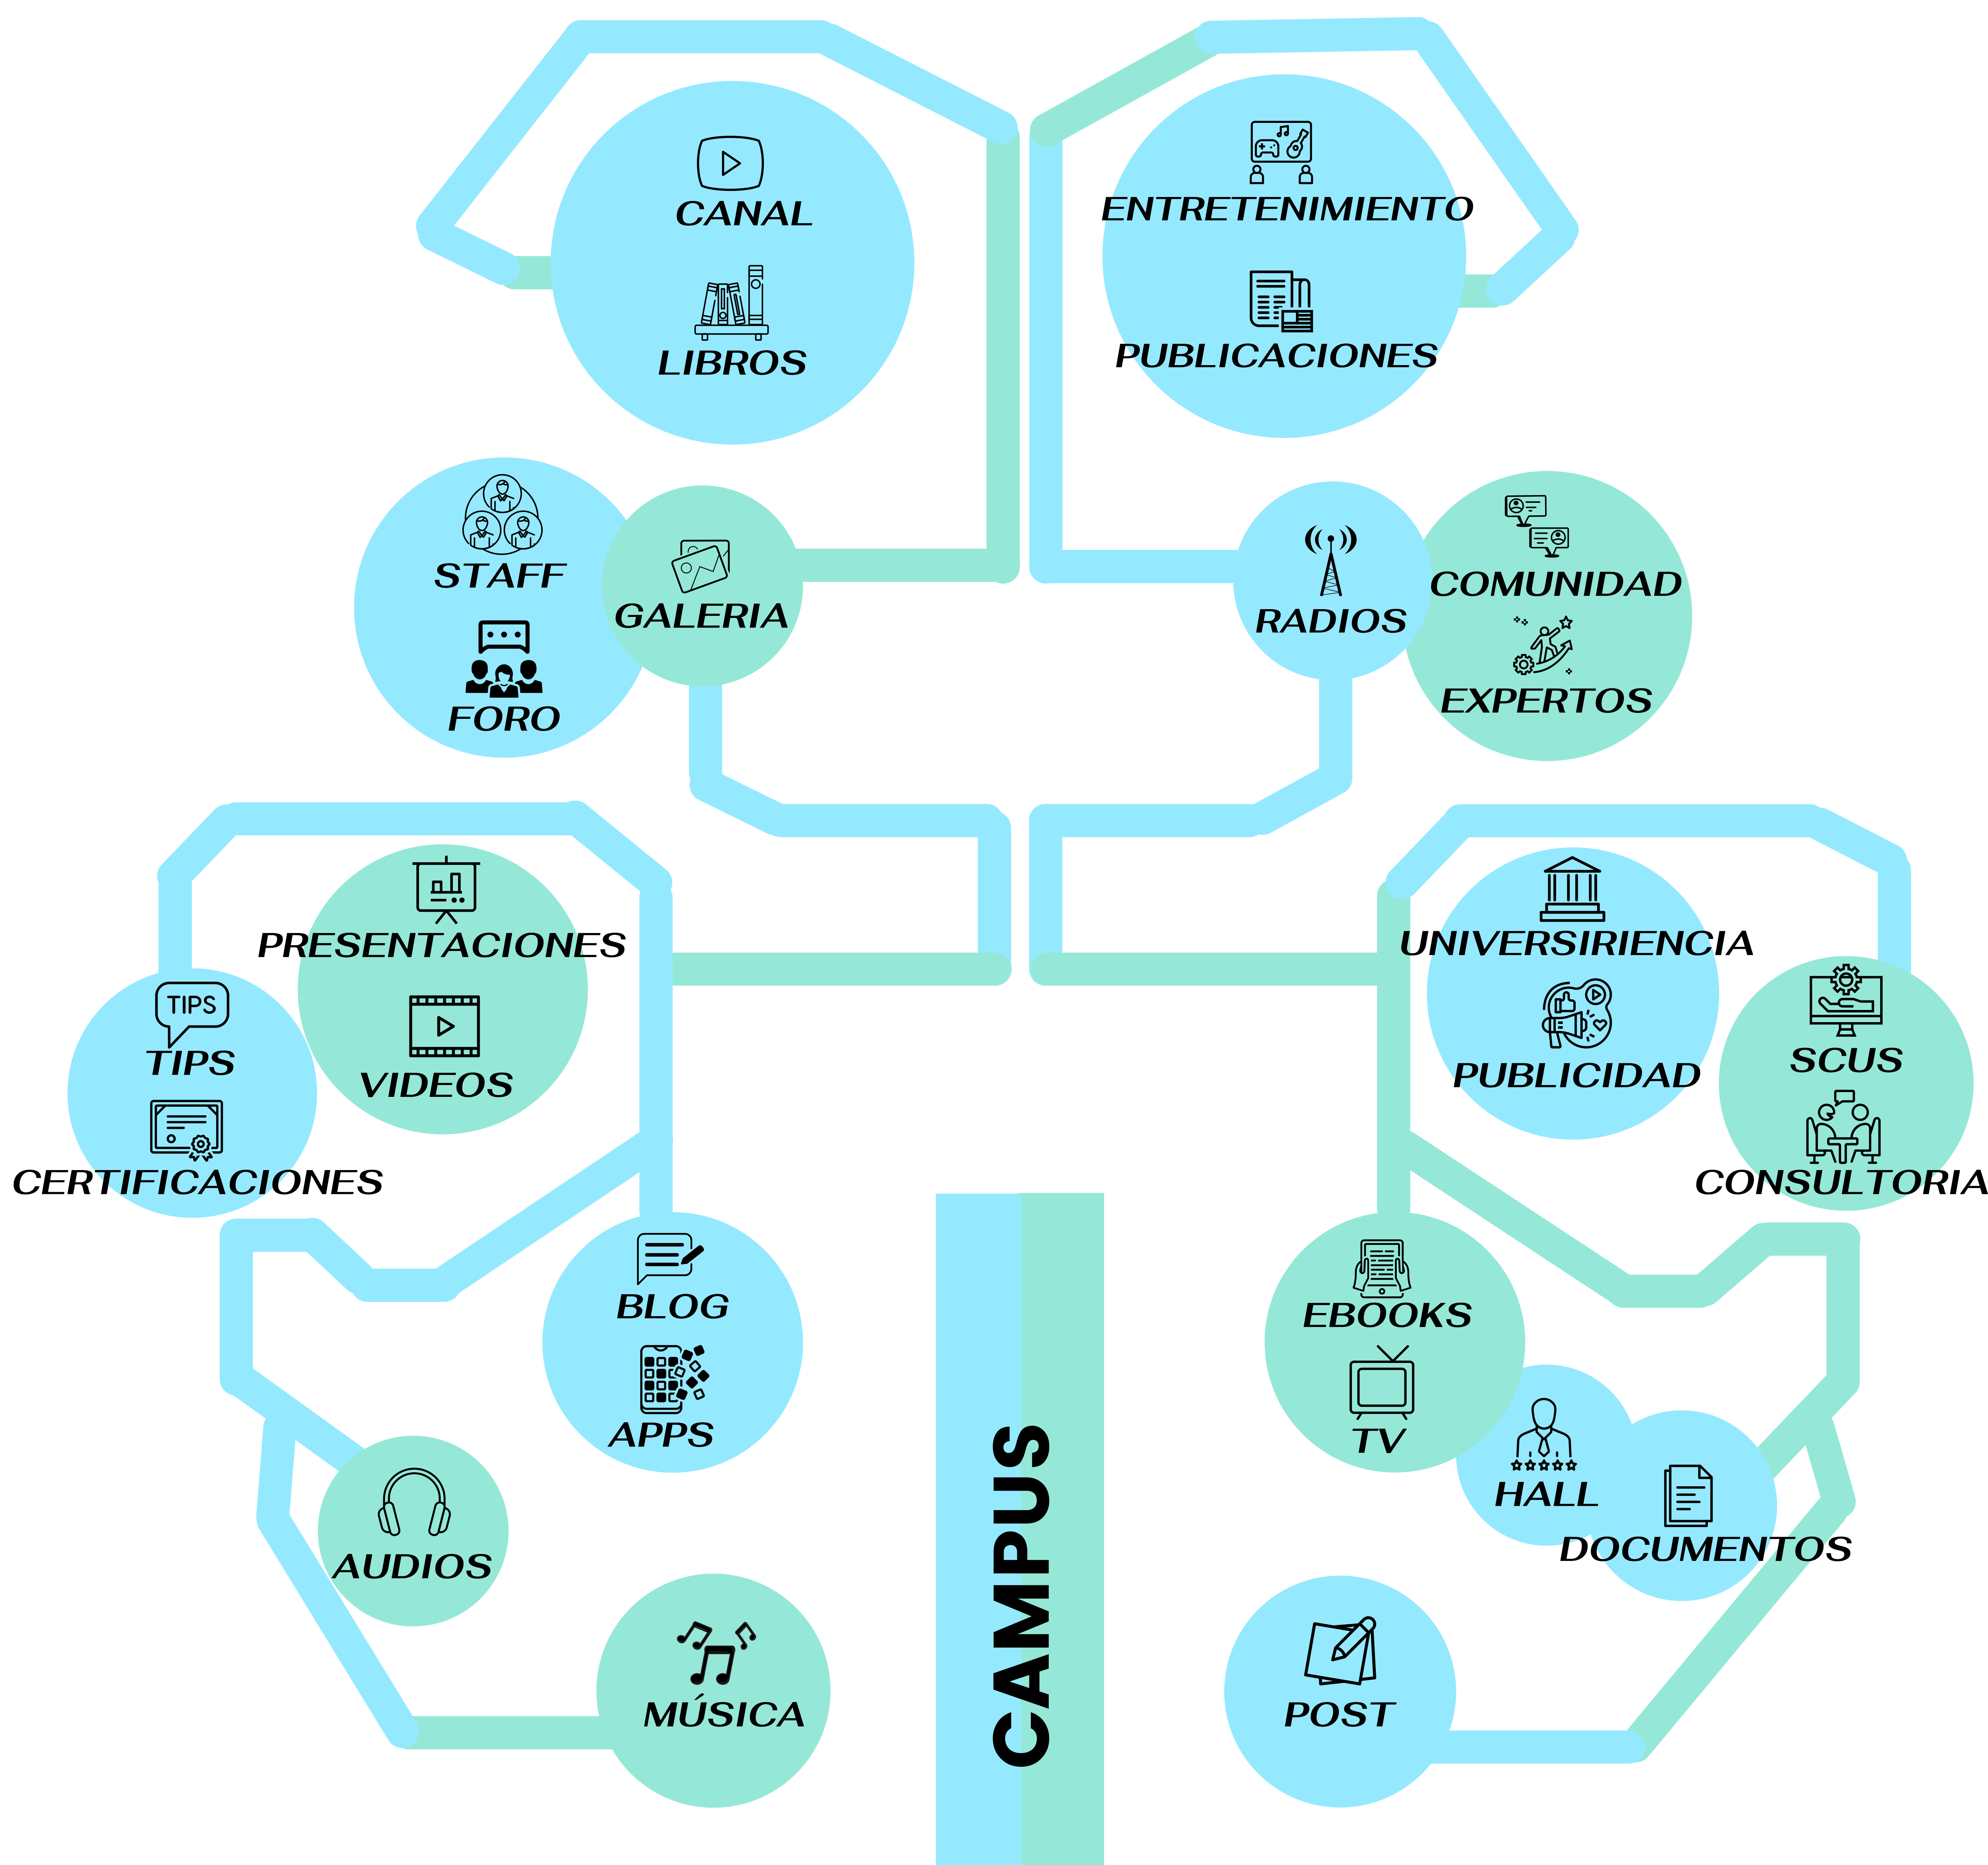 CANAL
LIBROS
ENTRETENIMIENTO
PUBLICACIONES
STAFF
FORO
GALERIA
RADIOS
COMUNIDAD
EXPERTOS
PRESENTACIONES
VIDEOS
TIPS
TIPS
CERTIFICACIONES
UNIVERSIRIENCIA
PUBLICIDAD
SCUS
CONSULTORIA
BLOG
APPS
EBOOKS
TV
HALL
DOCUMENTOS
AUDIOS
MÚSICA
CAMPUS
POST